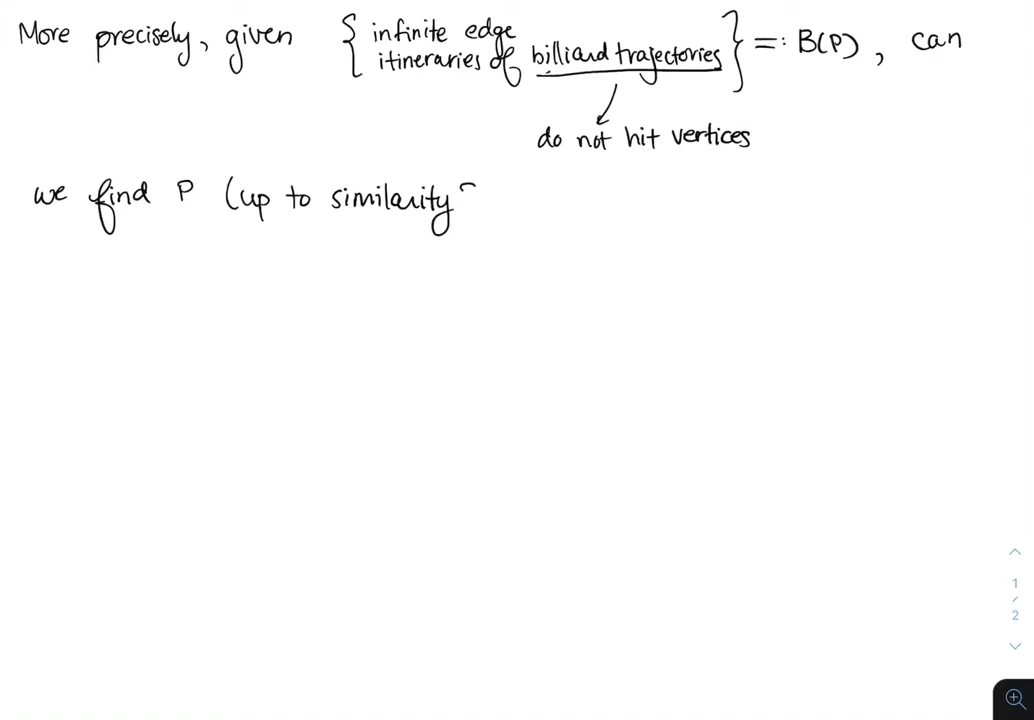 More precisely, given { infinite edge
itineraries of billiard trajectories } =: B(P), can
do not hit vertices
we find P (up to similarity
1
/
2